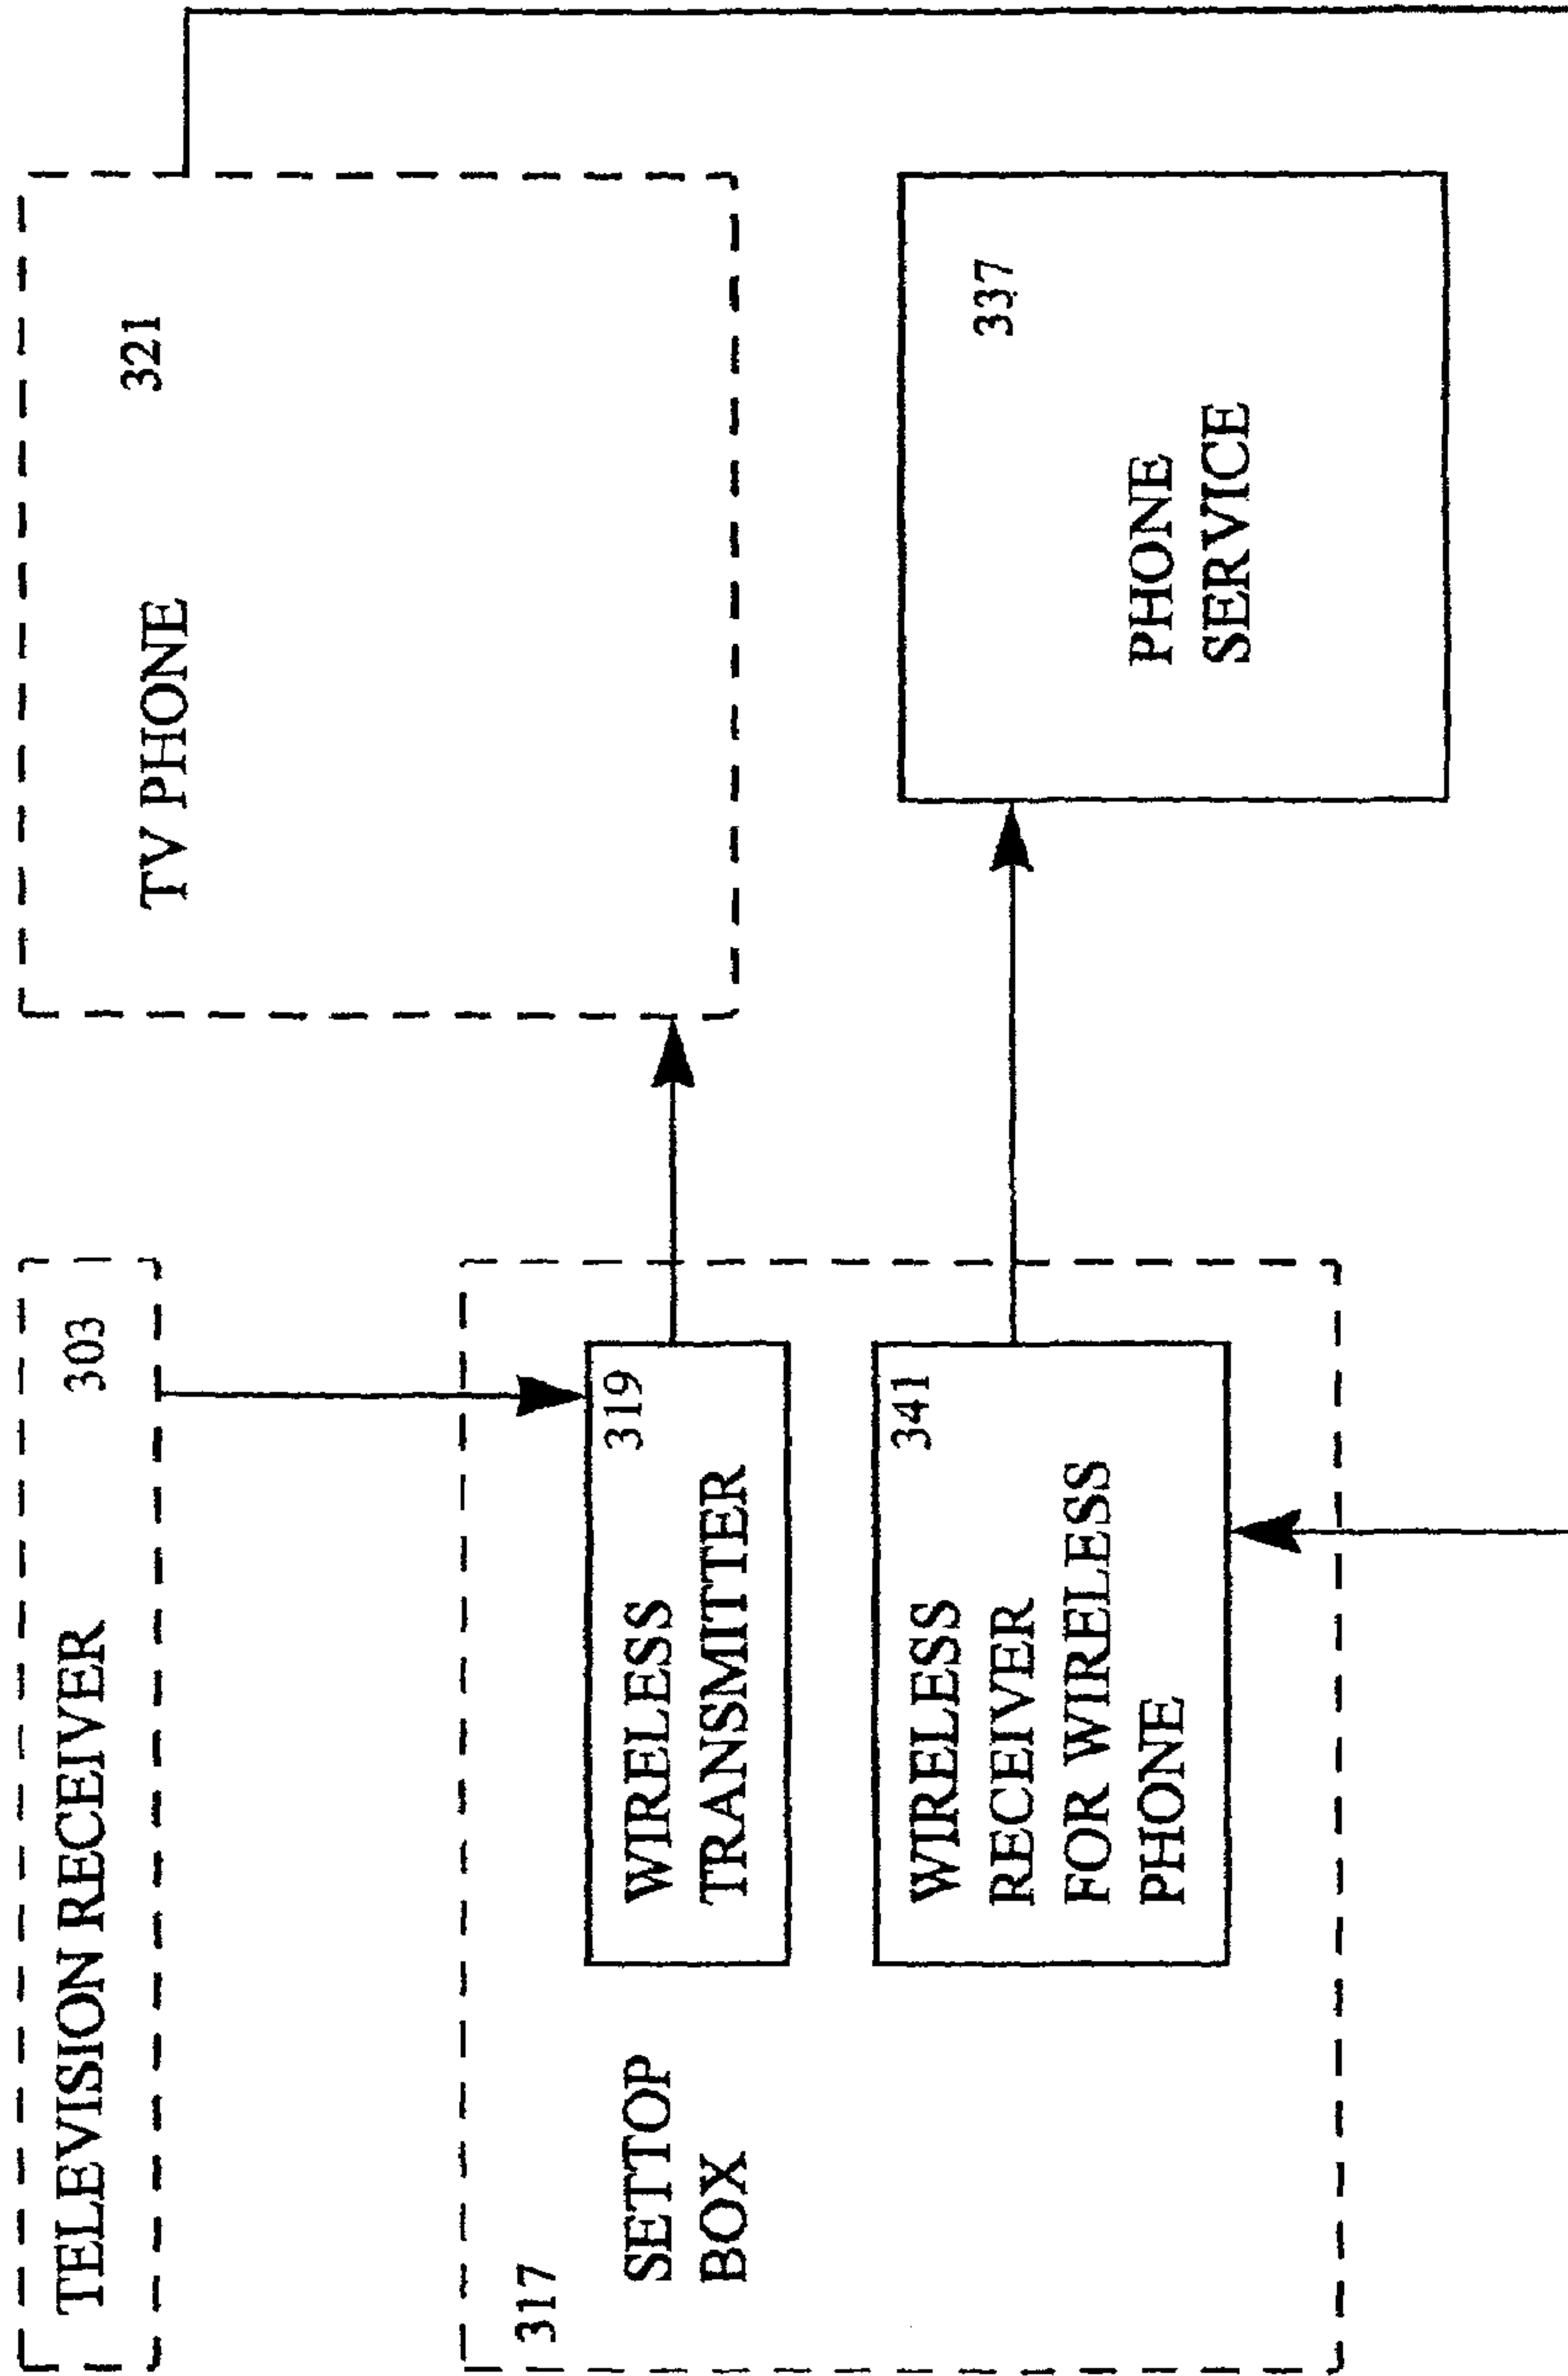 TELEVISION RECEIVER 303
TV PHONE 321
317
SETTOP
BOX
319
WIRELESS
TRANSMITTER
341
WIRELESS
RECEIVER
FOR WIRELESS
PHONE
337
PHONE
SERVICE